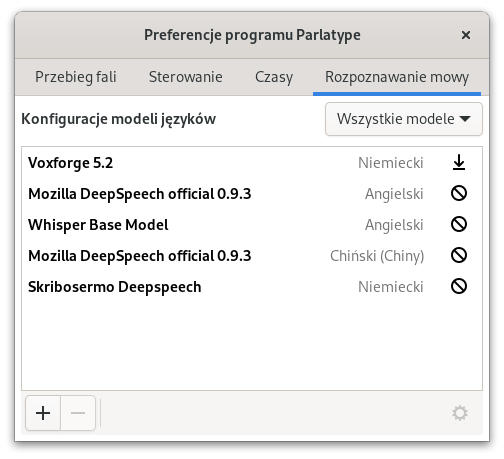 Preferencje programu Parlatype
Przebieg fali Sterowanie Czasy Rozpoznawanie mowy
Konfiguracje modeli języków Wszystkie modele
Voxforge 5.2 Niemiecki
Mozilla DeepSpeech official 0.9.3 Angielski
Whisper Base Model Angielski
Mozilla DeepSpeech official 0.9.3 Chiński (Chiny)
Skribosermo Deepspeech Niemiecki